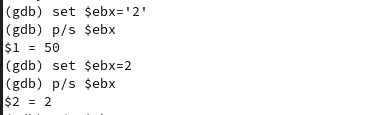 (gdb) set $ebx='2'
(gdb) p/s $ebx
$1 = 50
(gdb) set $ebx=2
(gdb) p/s $ebx
$2 = 2